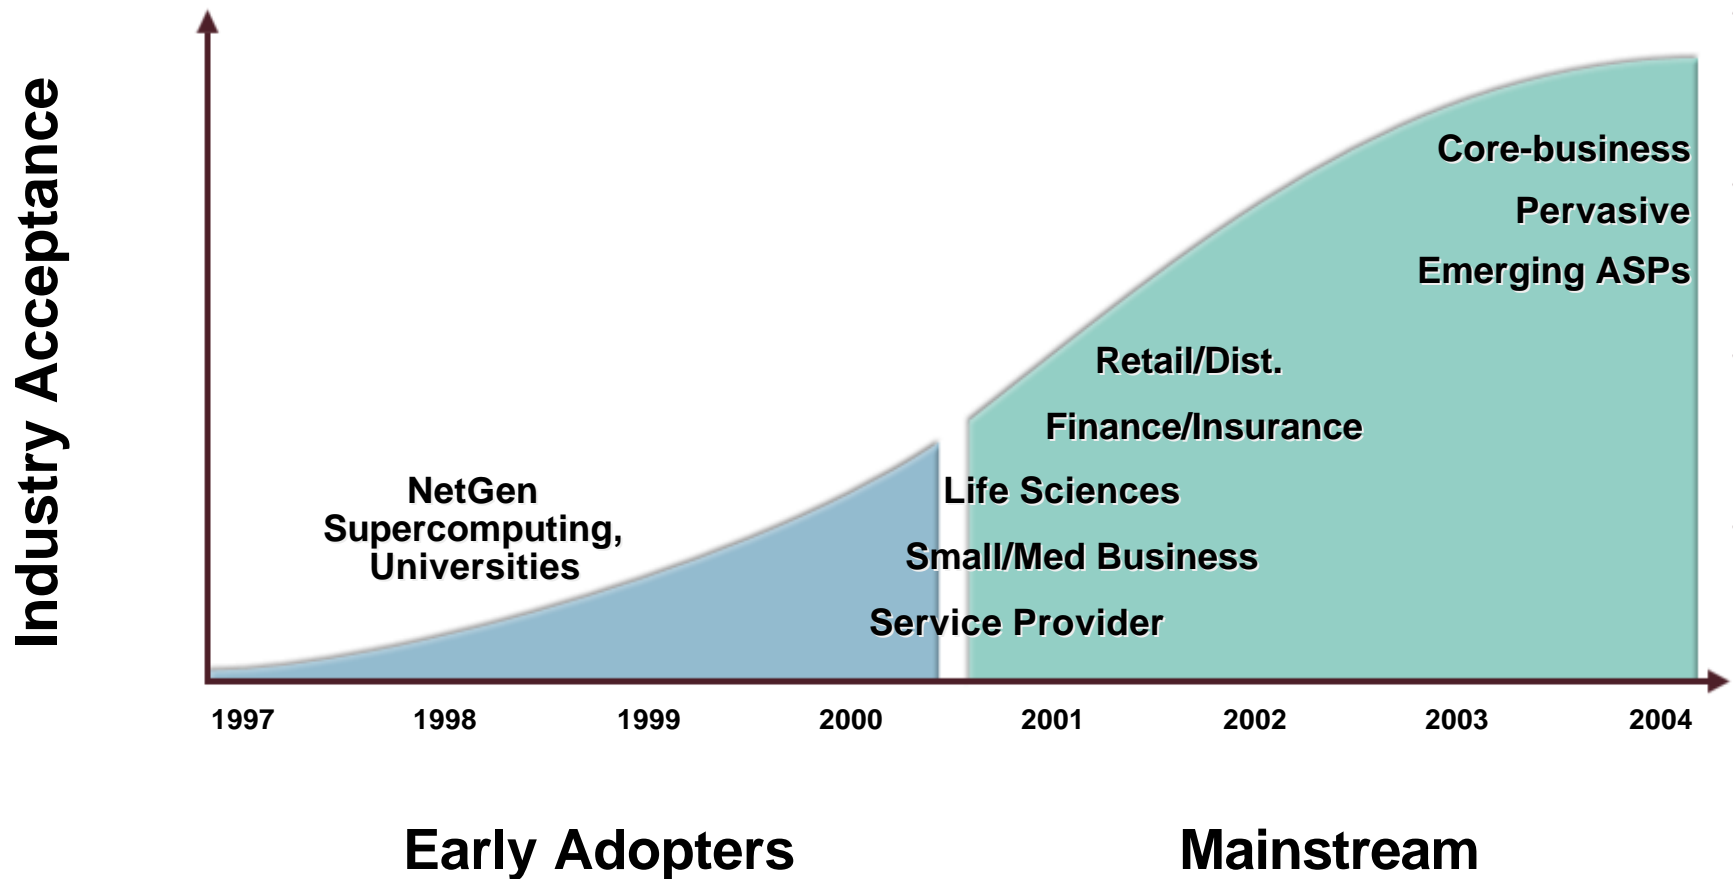 Industry Acceptance
Core-business
Pervasive
Emerging ASPs
Retail/Dist.
Finance/Insurance
NetGen
Supercomputing,
Universities
Life Sciences
Small/Med Business
Service Provider
1997 1998 1999 2000 2001 2002 2003 2004
Early Adopters Mainstream